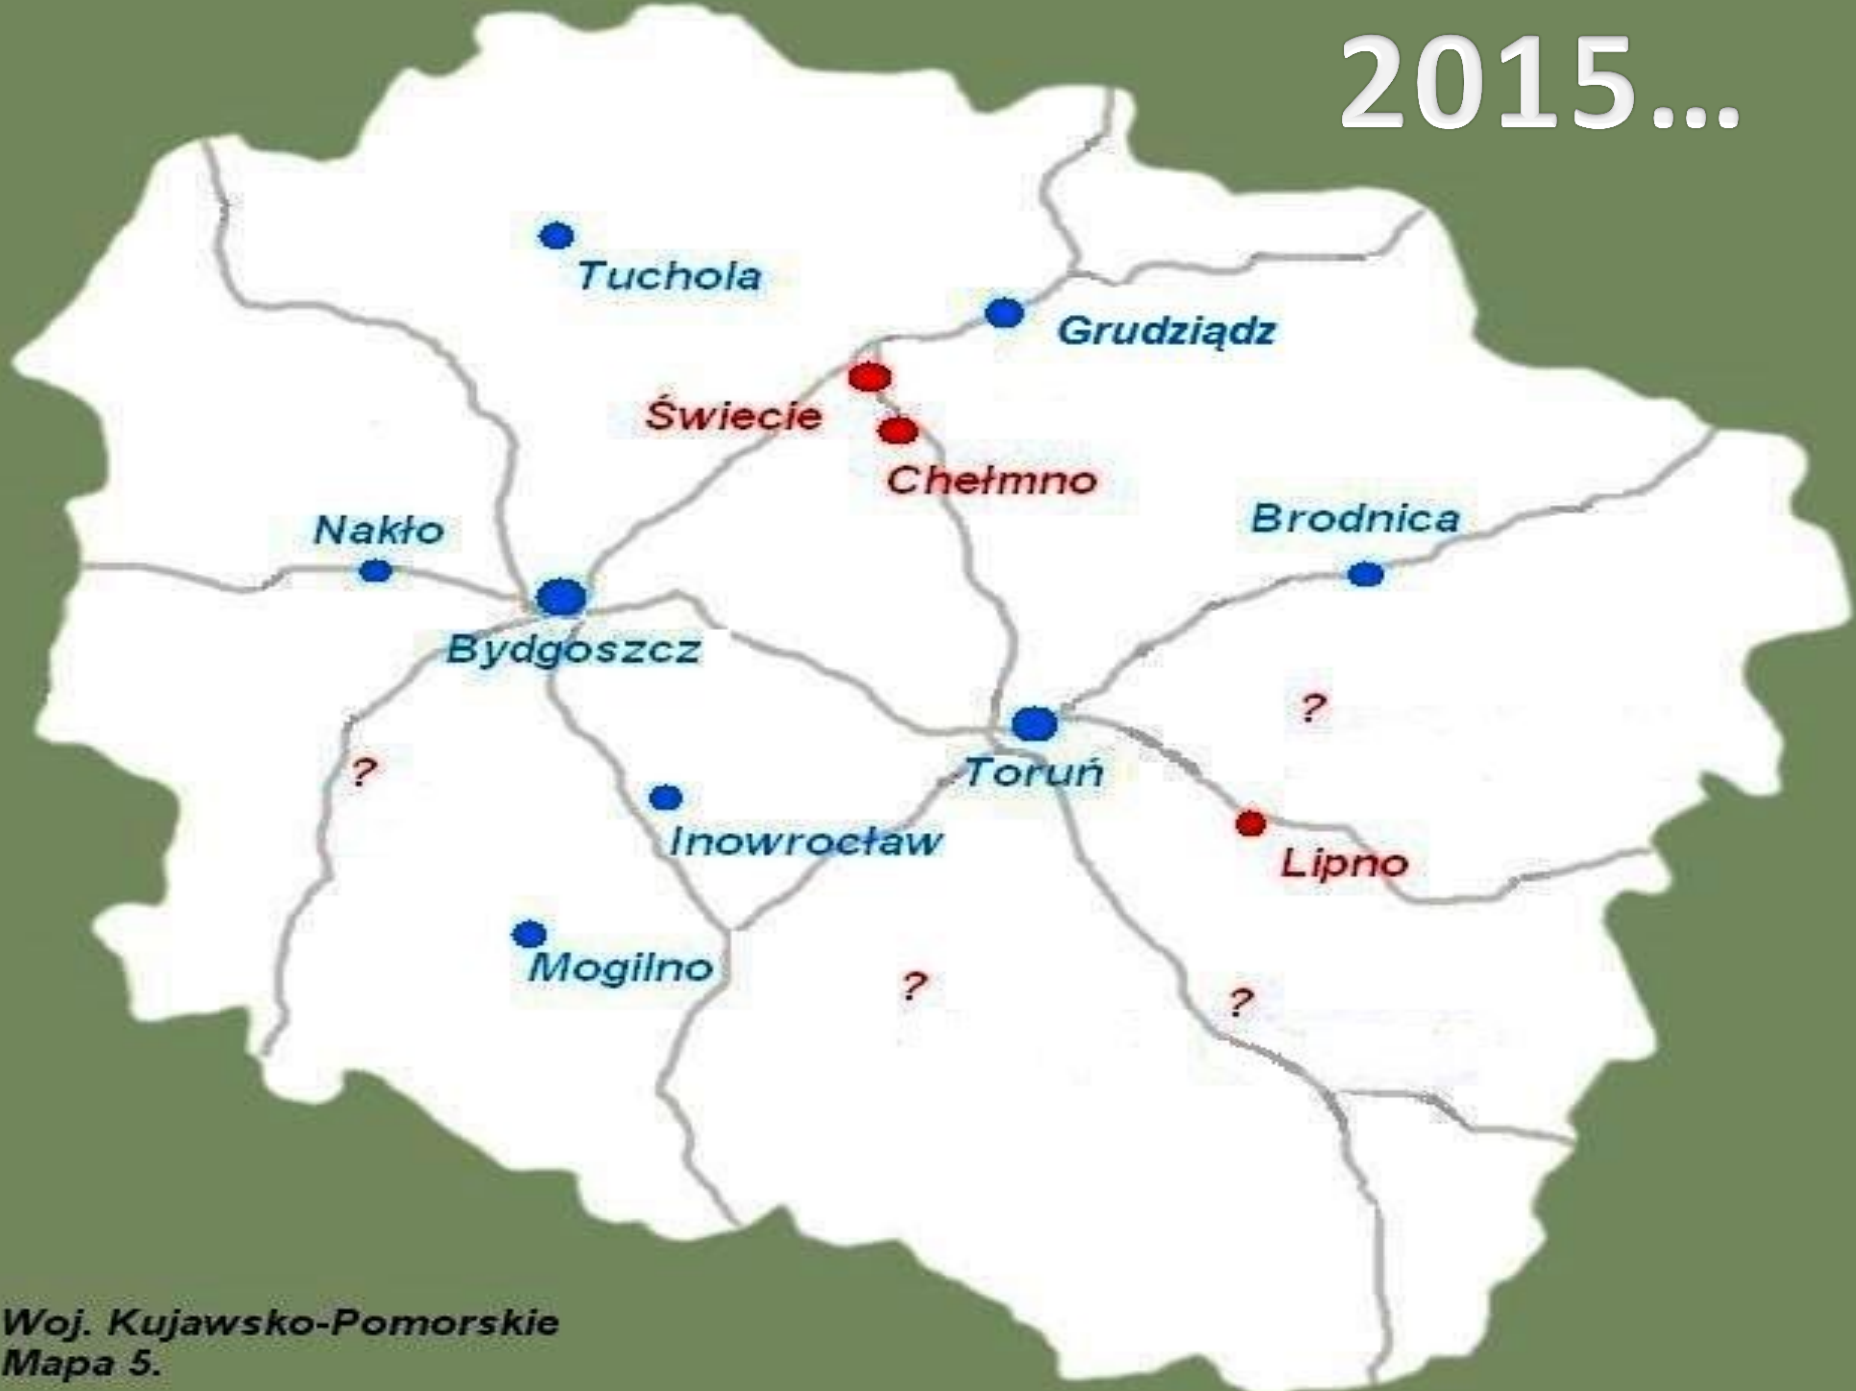 2015...
Tuchola
Grudziądz
Świecie
Chełmno
Brodnica
Nakło
Bydgoszcz
?
?
Toruń
Inowrocław
Lipno
Mogilno
?
?
Woj. Kujawsko-Pomorskie
Mapa 5.